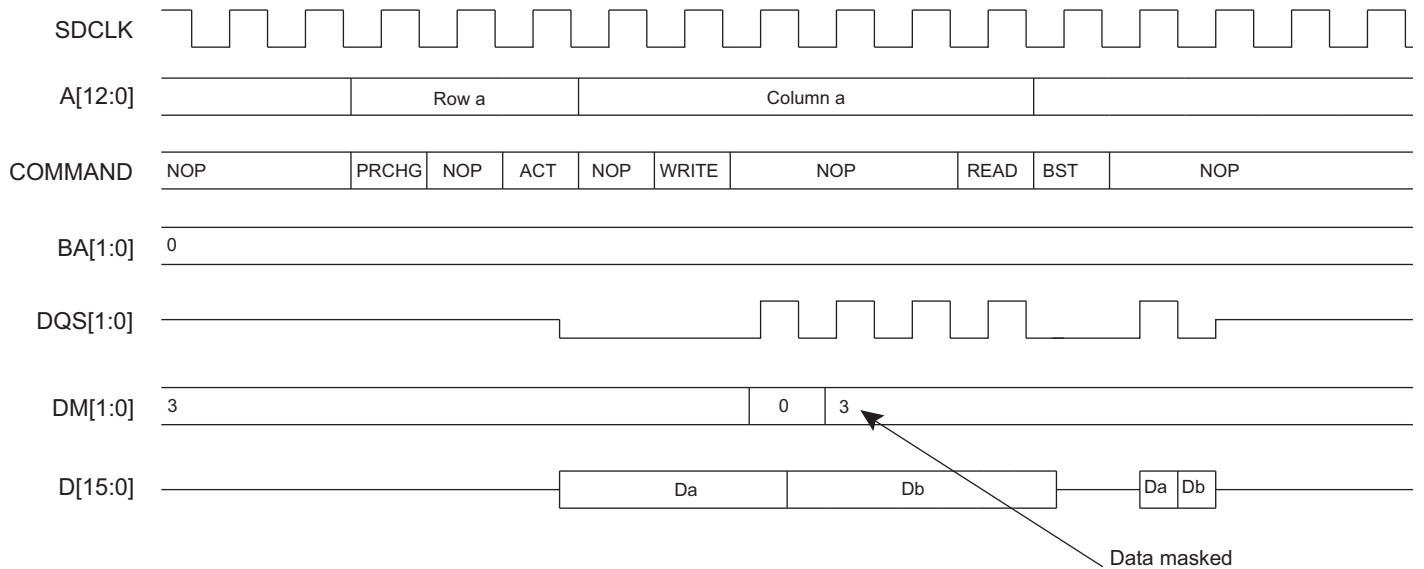 SDCLK
A[12:0] Row a Column a
COMMAND NOP PRCHG NOP ACT NOP WRITE NOP READ BST NOP
BA[1:0] 0
DQS[1:0]
DM[1:0] 3 0 3
D[15:0] Da Db Da Db
Data masked